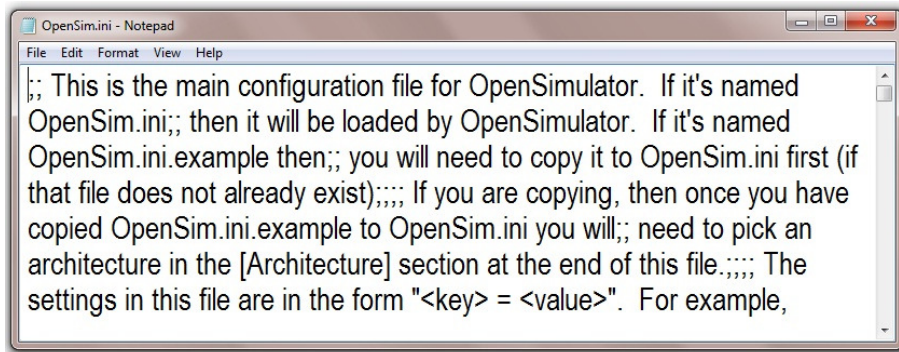 OpenSim.ini - Notepad
File Edit Format View Help
;; This is the main configuration file for OpenSimulator.  If it's named
OpenSim.ini;; then it will be loaded by OpenSimulator.  If it's named
OpenSim.ini.example then;; you will need to copy it to OpenSim.ini first (if
that file does not already exist);;;; If you are copying, then once you have
copied OpenSim.ini.example to OpenSim.ini you will;; need to pick an
architecture in the [Architecture] section at the end of this file.;;;; The
settings in this file are in the form "<key> = <value>".  For example,